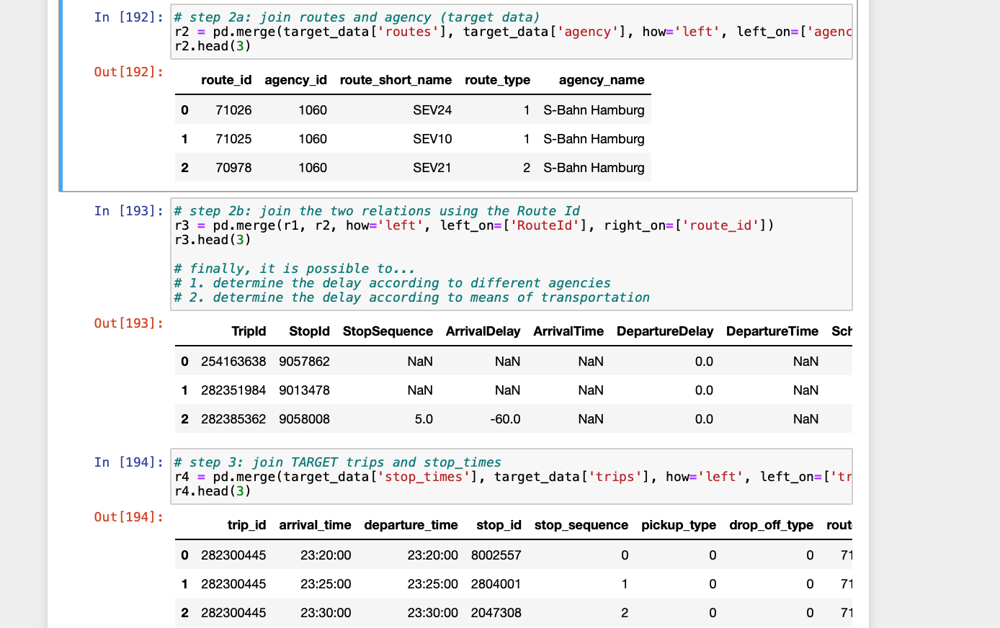 In [192]: # step 2a: join routes and agency (target data)
r2 = pd.merge(target_data['routes'], target_data['agency'], how='left', left_on=['agenc
r2.head(3)
Out[192]:
route_id agency_id route_short_name route_type agency_name
0 71026 1060 SEV24 1 S-Bahn Hamburg
1 71025 1060 SEV10 1 S-Bahn Hamburg
2 70978 1060 SEV21 2 S-Bahn Hamburg
In [193]: # step 2b: join the two relations using the Route Id
r3 = pd.merge(r1, r2, how='left', left_on=['RouteId'], right_on=['route_id'])
r3.head(3)
# finally, it is possible to...
# 1. determine the delay according to different agencies
# 2. determine the delay according to means of transportation
Out[193]:
TripId StopId StopSequence ArrivalDelay ArrivalTime DepartureDelay DepartureTime Sch
0 254163638 9057862 NaN NaN NaN 0.0 NaN
1 282351984 9013478 NaN NaN NaN 0.0 NaN
2 282385362 9058008 5.0 -60.0 NaN 0.0 NaN
In [194]: # step 3: join TARGET trips and stop_times
r4 = pd.merge(target_data['stop_times'], target_data['trips'], how='left', left_on=['tr
r4.head(3)
Out[194]:
trip_id arrival_time departure_time stop_id stop_sequence pickup_type drop_off_type rout
0 282300445 23:20:00 23:20:00 8002557 0 0 0 71
1 282300445 23:25:00 23:25:00 2804001 1 0 0 71
2 282300445 23:30:00 23:30:00 2047308 2 0 0 71